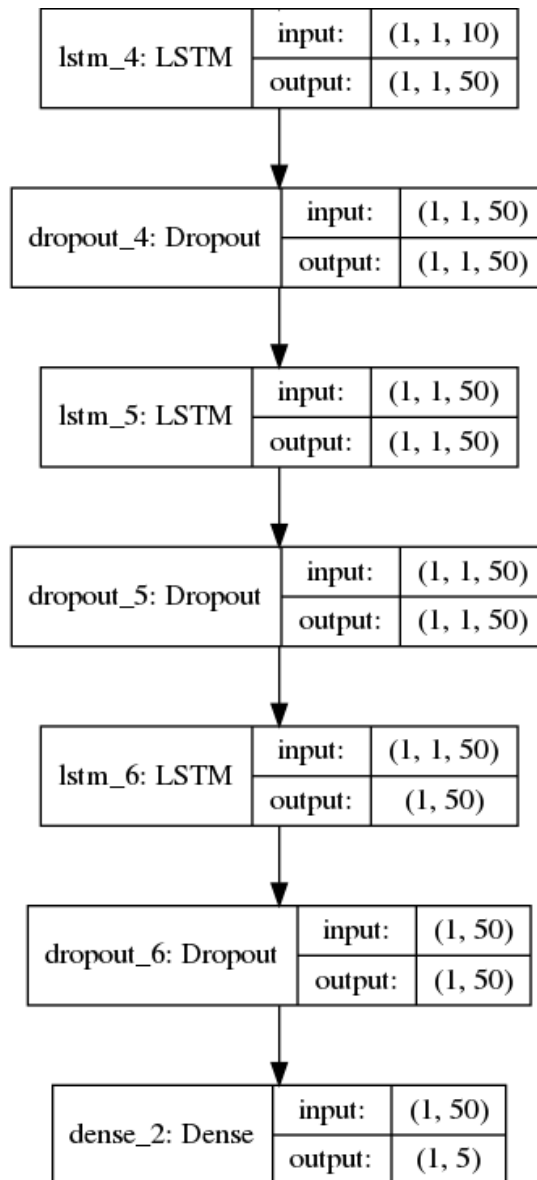 lstm_4: LSTM
input: (1, 1, 10)
output: (1, 1, 50)
dropout_4: Dropout
input: (1, 1, 50)
output: (1, 1, 50)
lstm_5: LSTM
input: (1, 1, 50)
output: (1, 1, 50)
dropout_5: Dropout
input: (1, 1, 50)
output: (1, 1, 50)
lstm_6: LSTM
input: (1, 1, 50)
output: (1, 50)
dropout_6: Dropout
input: (1, 50)
output: (1, 50)
dense_2: Dense
input: (1, 50)
output: (1, 5)